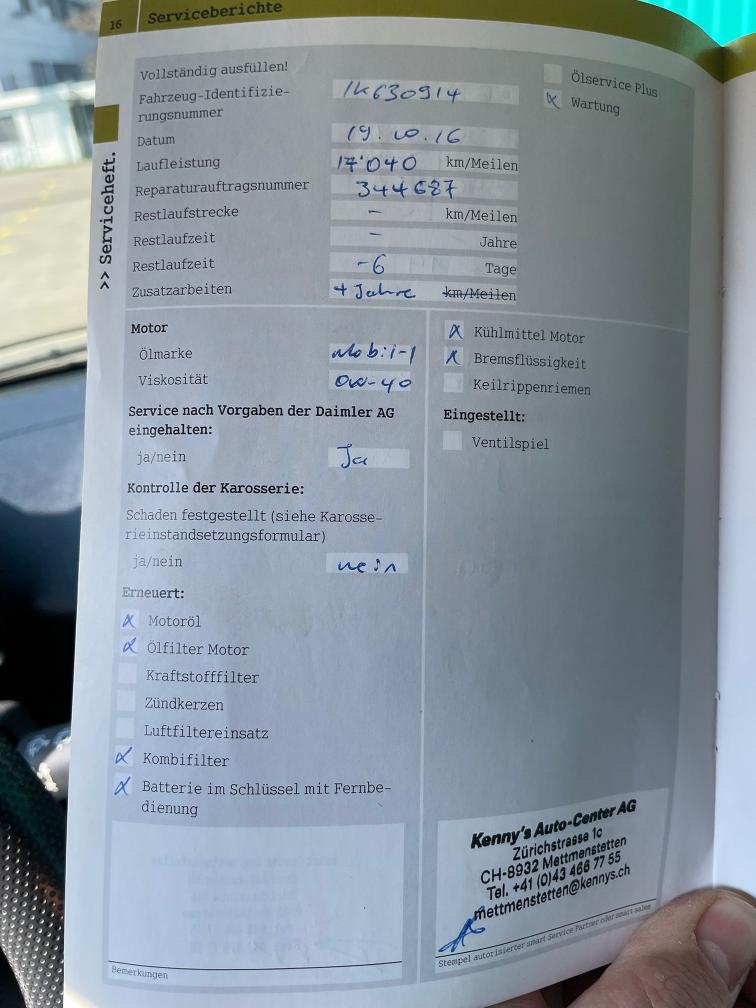 16 Serviceberichte
>> Serviceheft.
Vollständig ausfüllen!
Fahrzeug-Identifizie-
rungsnummer 1K630914
Datum 19.10.16
Laufleistung 17'040 km/Meilen
Reparaturauftragsnummer 344687
Restlaufstrecke – km/Meilen
Restlaufzeit – Jahre
Restlaufzeit -6 Tage
Zusatzarbeiten 4 Jahre km/Meilen
Ölservice Plus
x Wartung
Motor
Ölmarke Mobil-1
Viskosität 0W-40
Service nach Vorgaben der Daimler AG
eingehalten:
ja/nein Ja
Kontrolle der Karosserie:
Schaden festgestellt (siehe Karosse-
rieinstandsetzungsformular)
ja/nein nein
Erneuert:
x Motoröl
x Ölfilter Motor
Kraftstofffilter
Zündkerzen
Luftfiltereinsatz
x Kombifilter
x Batterie im Schlüssel mit Fernbe-
dienung
Bemerkungen
x Kühlmittel Motor
x Bremsflüssigkeit
Keilrippenriemen
Eingestellt:
Ventilspiel
Kenny's Auto-Center AG
Zürichstrasse 1c
CH-8932 Mettmenstetten
Tel. +41 (0)43 466 77 55
mettmenstetten@kennys.ch
Stempel autorisierter smart Service Partner oder smart sales